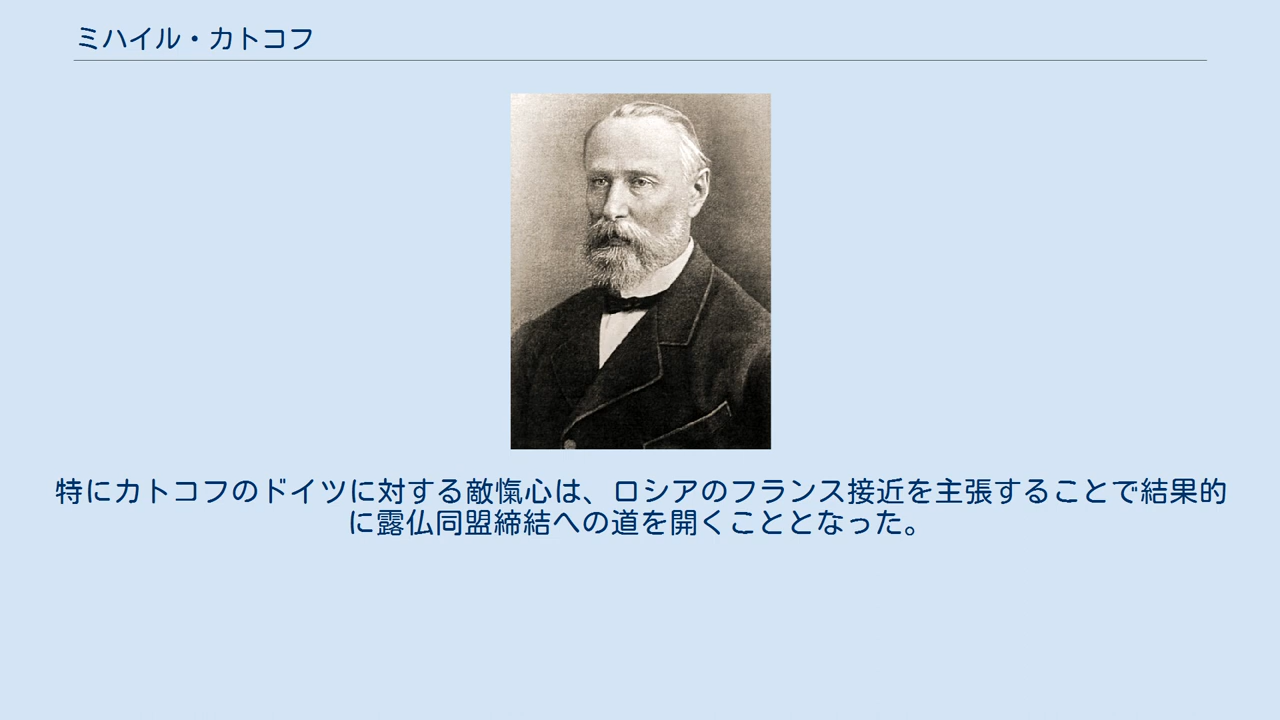 ミハイル・カトコフ
特にカトコフのドイツに対する敵愾心は、ロシアのフランス接近を主張することで結果的
に露仏同盟締結への道を開くこととなった。